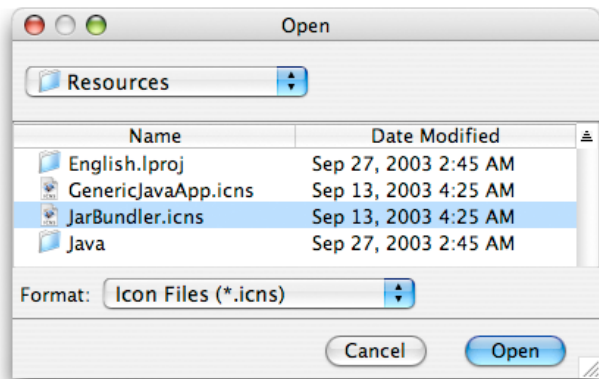 Open
Resources
Name Date Modified
English.lproj Sep 27, 2003 2:45 AM
GenericJavaApp.icns Sep 13, 2003 4:25 AM
JarBundler.icns Sep 13, 2003 4:25 AM
Java Sep 27, 2003 2:45 AM
Format: Icon Files (*.icns)
Cancel Open